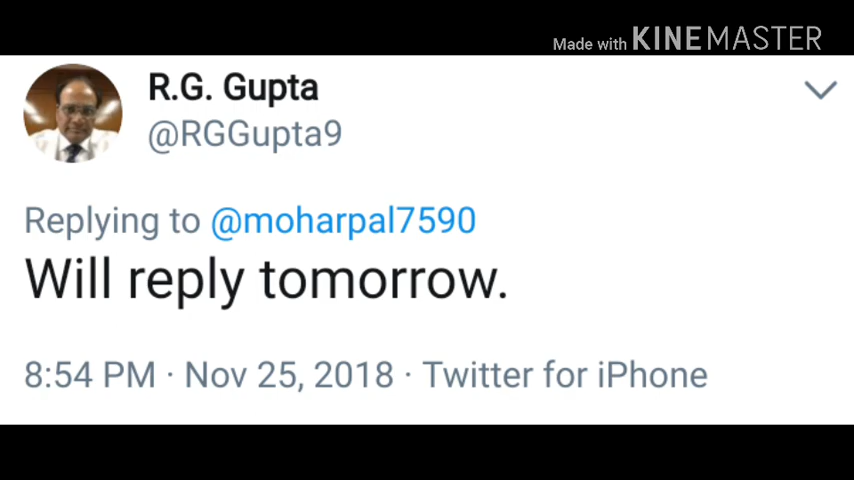 Made with KINEMASTER
R.G. Gupta
@RGGupta9
Replying to @moharpal7590
Will reply tomorrow.
8:54 PM · Nov 25, 2018 · Twitter for iPhone